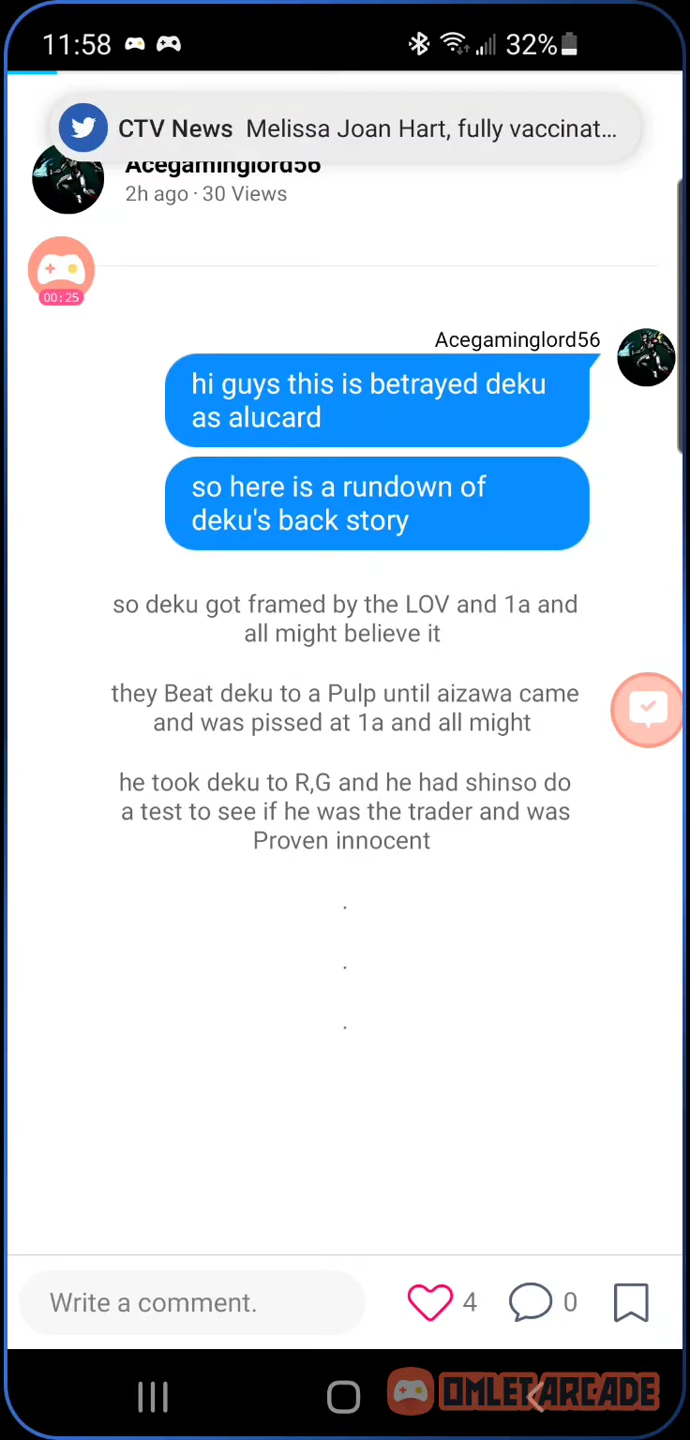 11:58 32%
CTV News Melissa Joan Hart, fully vaccinat...
Acegaminglord56
2h ago · 30 Views
00:25
Acegaminglord56
hi guys this is betrayed deku
as alucard
so here is a rundown of
deku's back story
so deku got framed by the LOV and 1a and
all might believe it
they Beat deku to a Pulp until aizawa came
and was pissed at 1a and all might
he took deku to R,G and he had shinso do
a test to see if he was the trader and was
Proven innocent
.
.
.
Write a comment. 4 0
OMLET ARCADE